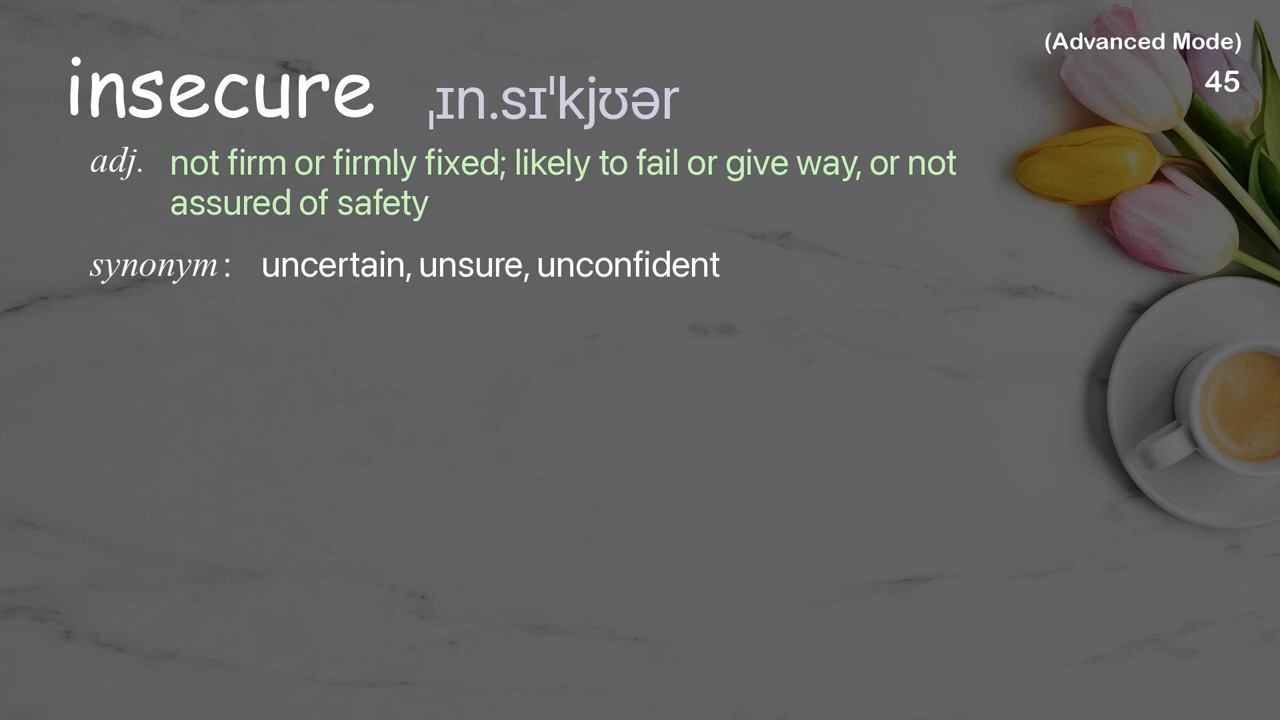 (Advanced Mode)
45
insecure ˌɪn.sɪˈkjʊər
adj. not firm or firmly fixed; likely to fail or give way, or not
assured of safety
synonym : uncertain, unsure, unconfident